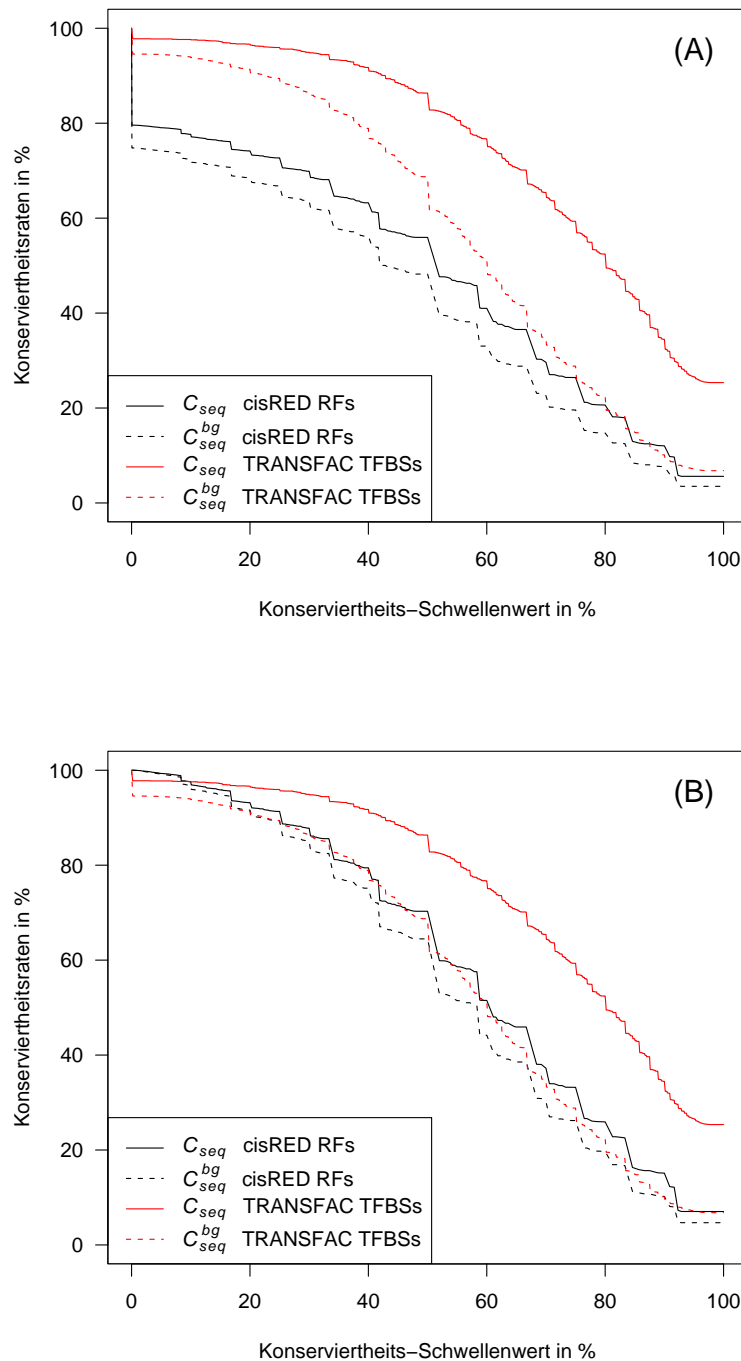 (A)
Konserviertheitsraten in %
100
80
60
40
20
0
C_seq cisRED RFs
C_seq^bg cisRED RFs
C_seq TRANSFAC TFBSs
C_seq^bg TRANSFAC TFBSs
0 20 40 60 80 100
Konserviertheits−Schwellenwert in %
(B)
Konserviertheitsraten in %
100
80
60
40
20
0
C_seq cisRED RFs
C_seq^bg cisRED RFs
C_seq TRANSFAC TFBSs
C_seq^bg TRANSFAC TFBSs
0 20 40 60 80 100
Konserviertheits−Schwellenwert in %